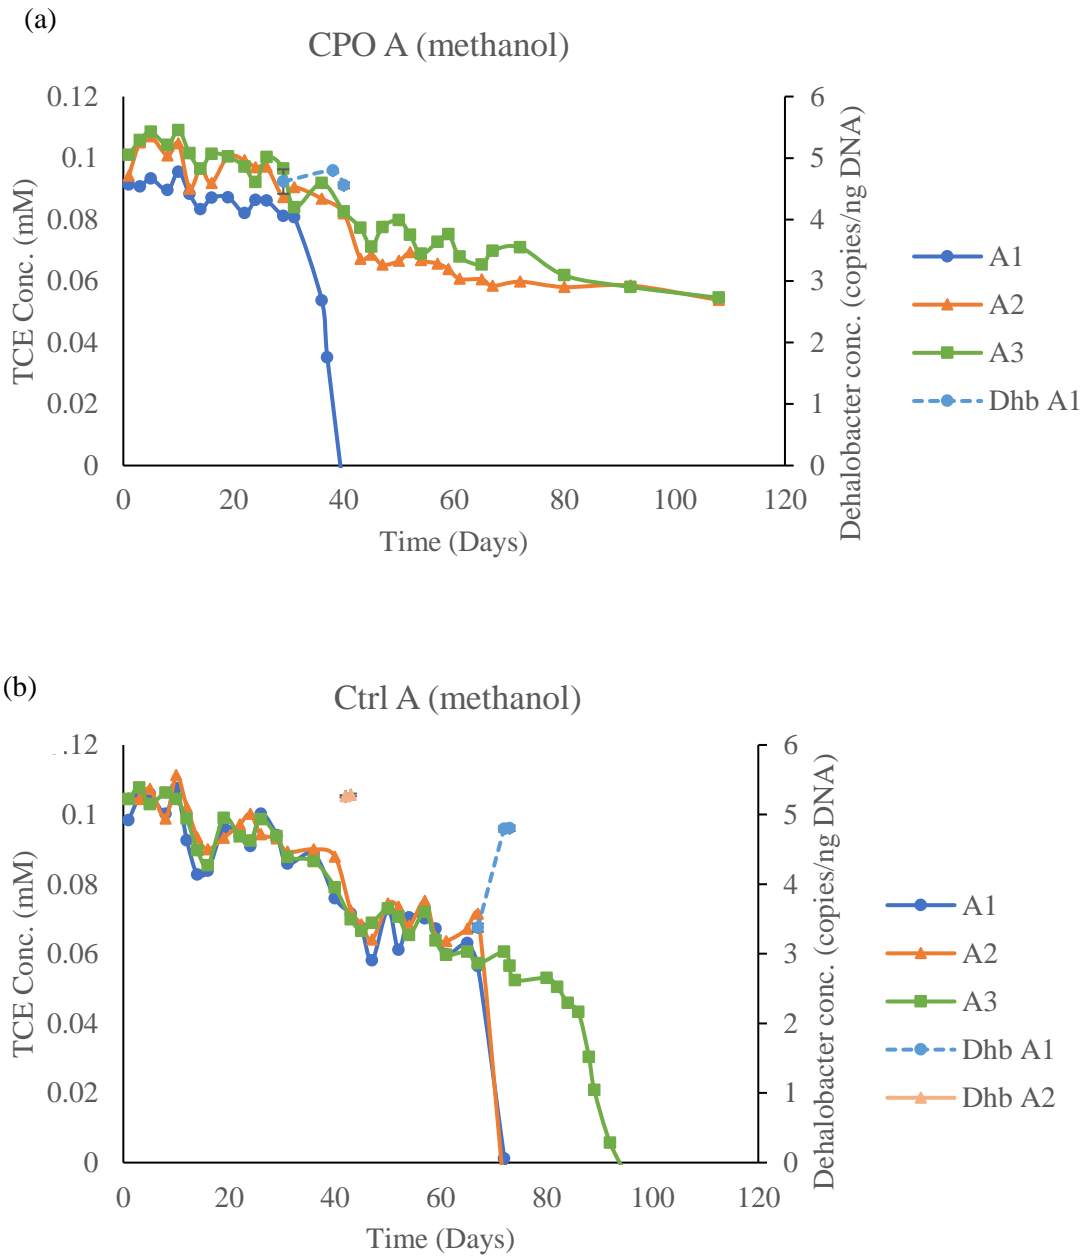 (a)
CPO A (methanol)
0.12
0.1
0.08
0.06
0.04
0.02
0
TCE Conc. (mM)
6
5
4
3
2
1
0
Dehalobacter conc. (copies/ng DNA)
0 20 40 60 80 100 120
Time (Days)
A1
A2
A3
Dhb A1
(b)
Ctrl A (methanol)
.12
0.1
0.08
0.06
0.04
0.02
0
TCE Conc. (mM)
6
5
4
3
2
1
0
Dehalobacter conc. (copies/ng DNA)
0 20 40 60 80 100 120
Time (Days)
A1
A2
A3
Dhb A1
Dhb A2